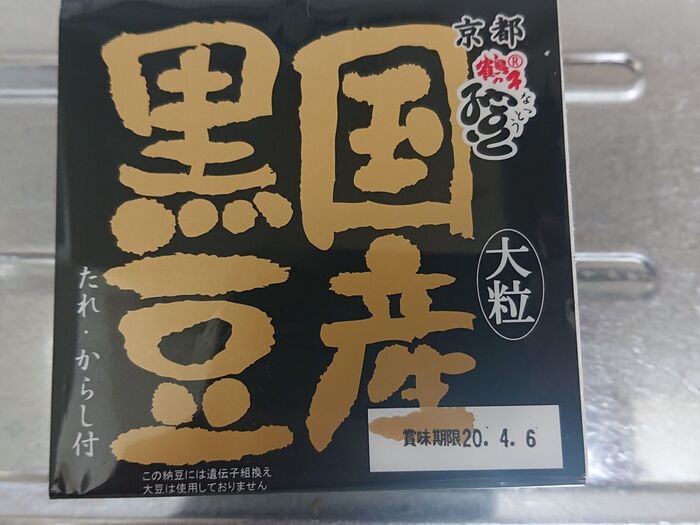 京都
鶴の子®
納豆
なっとう
国産
黒豆
大粒
たれ・からし付
賞味期限20.4.6
この納豆には遺伝子組換え
大豆は使用しておりません